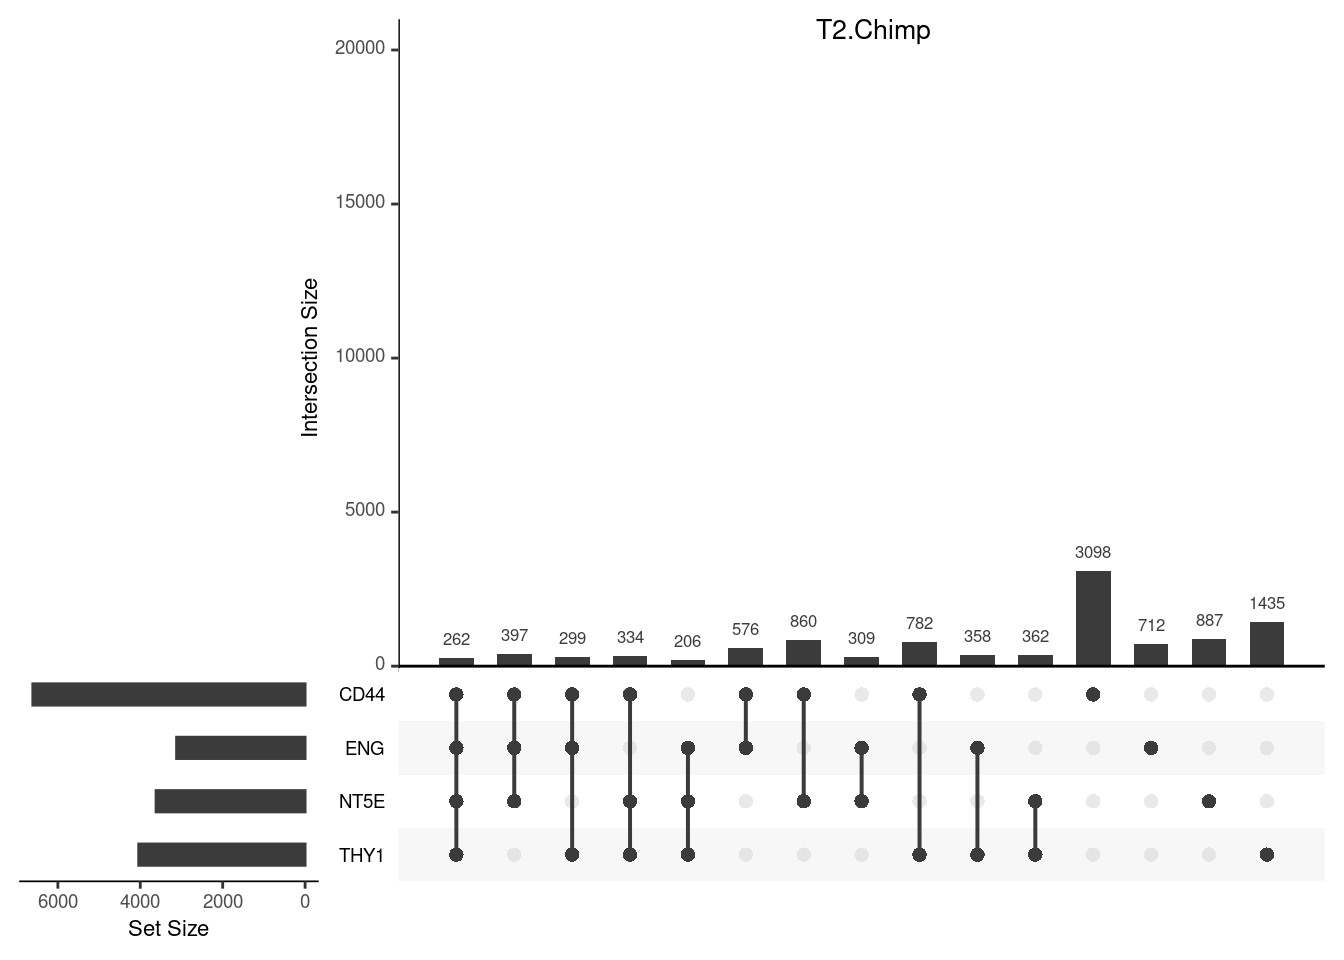 T2.Chimp
20000
15000
10000
5000
0
Intersection Size
262 397 299 334 206 576 860 309 782 358 362 3098 712 887 1435
CD44
ENG
NT5E
THY1
6000 4000 2000 0
Set Size